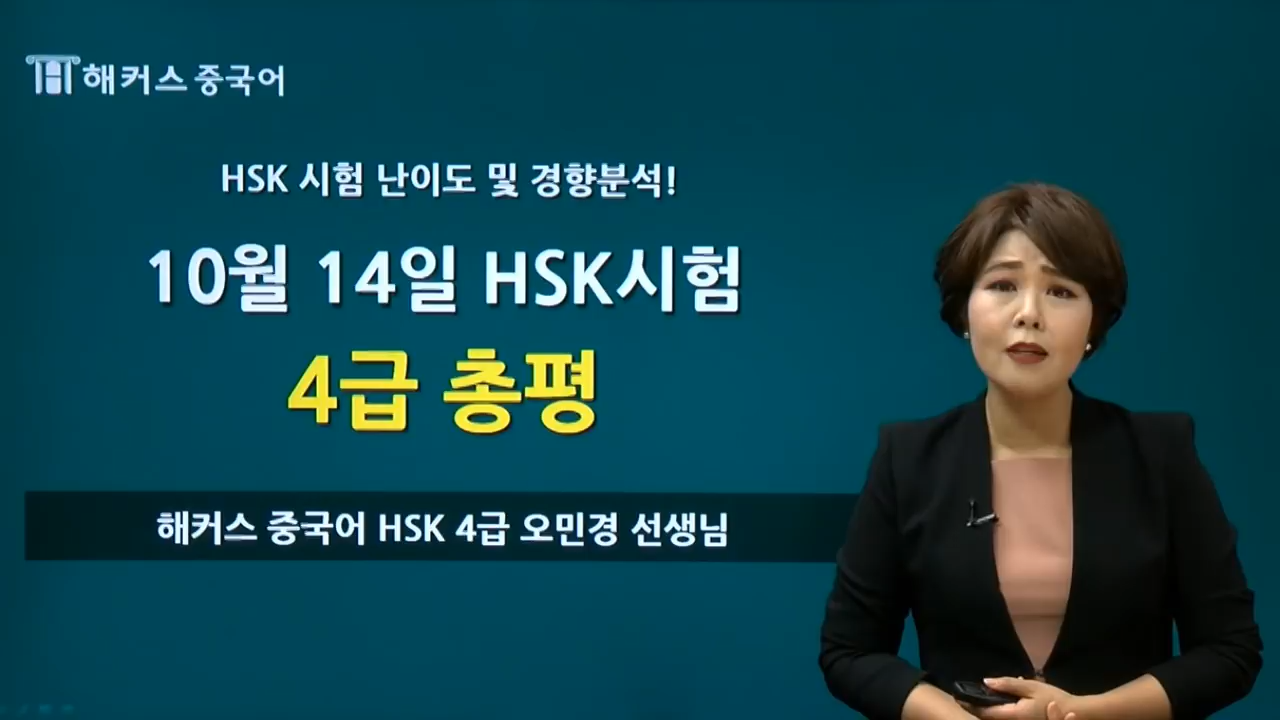 해커스 중국어
HSK 시험 난이도 및 경향분석!
10월 14일 HSK시험
4급 총평
해커스 중국어 HSK 4급 오민경 선생님